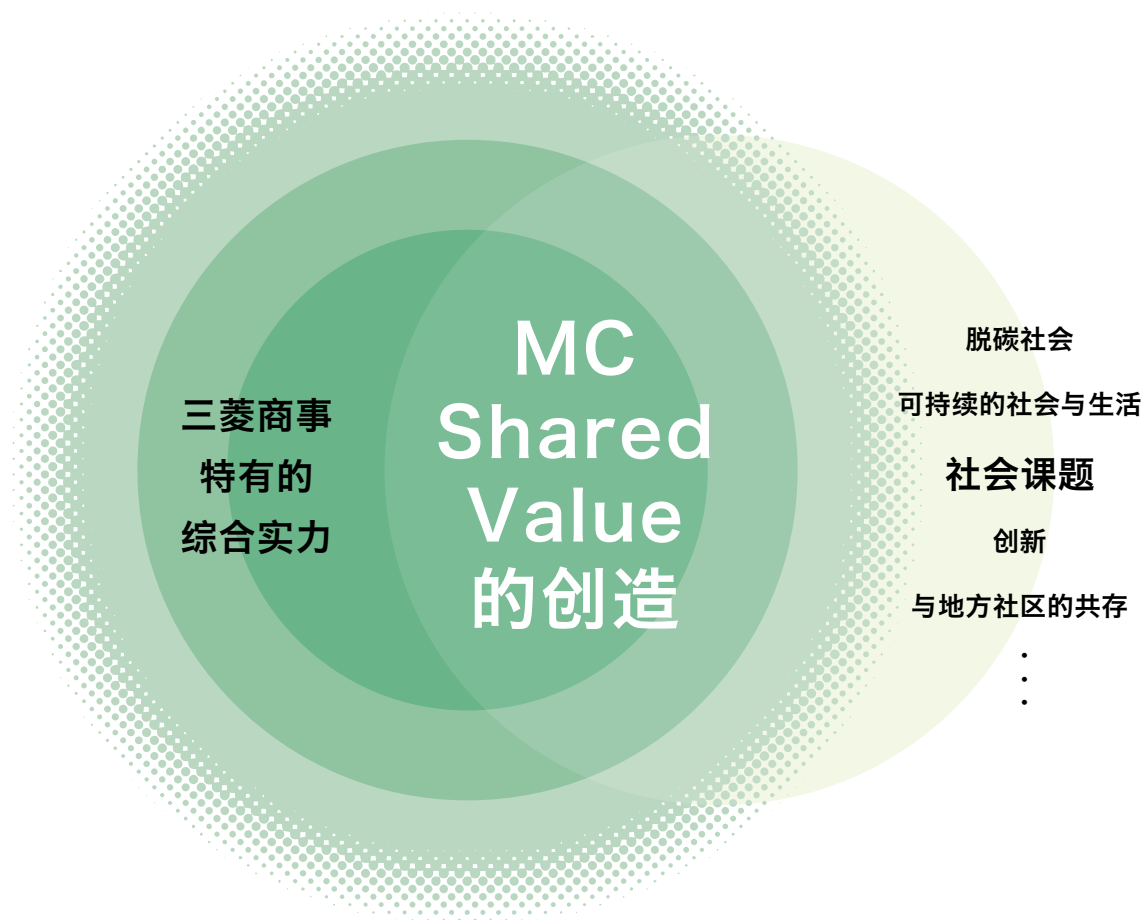 三菱商事
特有的
综合实力
MC
Shared
Value
的创造
脱碳社会
可持续的社会与生活
社会课题
创新
与地方社区的共存
・
・
・